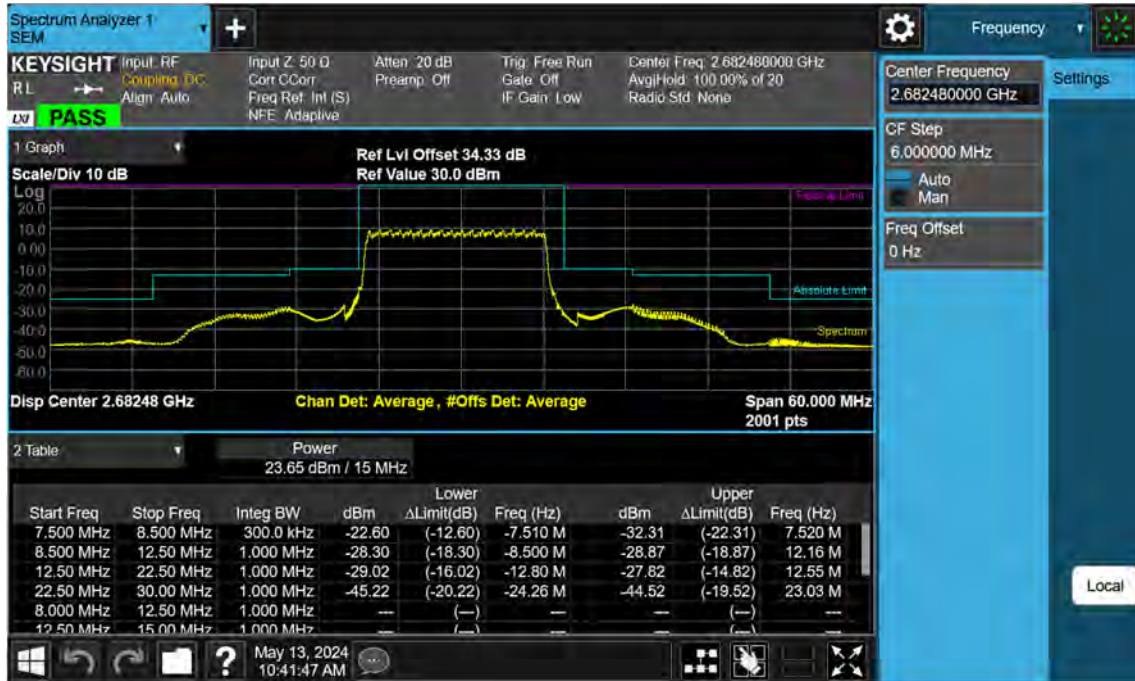 Spectrum Analyzer 1
SEM
Frequency
KEYSIGHT
Input: RF
Coupling: DC
Align: Auto
Input Z: 50 Ω
Corr CCorr
Freq Ref: Int (S)
NFE: Adaptive
Atten: 20 dB
Preamp: Off
Trig: Free Run
Gate: Off
IF Gain: Low
Center Freq: 2.682480000 GHz
Avg|Hold: 100.00% of 20
Radio Std: None
R L
LXI
PASS
Center Frequency
2.682480000 GHz
Settings
CF Step
6.000000 MHz
Auto
Man
Freq Offset
0 Hz
1 Graph
Ref Lvl Offset 34.33 dB
Scale/Div 10 dB
Ref Value 30.0 dBm
Log
20.0
10.0
0.00
-10.0
-20.0
-30.0
-40.0
-50.0
-60.0
Absolute Limit
Spectrum
Disp Center 2.68248 GHz
Chan Det: Average, #Offs Det: Average
Span 60.000 MHz
2001 pts
2 Table
Power
23.65 dBm / 15 MHz
Lower Upper
Start Freq Stop Freq Integ BW dBm ΔLimit(dB) Freq (Hz) dBm ΔLimit(dB) Freq (Hz)
7.500 MHz 8.500 MHz 300.0 kHz -22.60 (-12.60) -7.510 M -32.31 (-22.31) 7.520 M
8.500 MHz 12.50 MHz 1.000 MHz -28.30 (-18.30) -8.500 M -28.87 (-18.87) 12.16 M
12.50 MHz 22.50 MHz 1.000 MHz -29.02 (-16.02) -12.80 M -27.82 (-14.82) 12.55 M
22.50 MHz 30.00 MHz 1.000 MHz -45.22 (-20.22) -24.26 M -44.52 (-19.52) 23.03 M
8.000 MHz 12.50 MHz 1.000 MHz --- (---) --- --- (---) ---
12.50 MHz 15.00 MHz 1.000 MHz --- (---) --- --- (---) ---
Local
?
May 13, 2024
10:41:47 AM